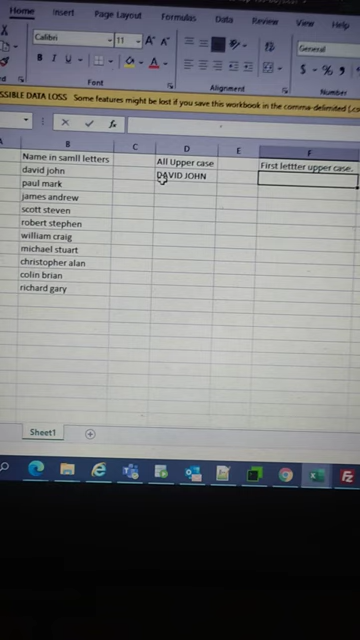 Home Insert Page Layout Formulas Data Review View Help
Calibri 11 A A General
B I U A $ % ,
Font Alignment Number
SSIBLE DATA LOSS Some features might be lost if you save this workbook in the comma-delimited (.cs
fx
B C D E F
Name in samll letters All Upper case First lettter upper case.
david john DAVID JOHN
paul mark
james andrew
scott steven
robert stephen
william craig
michael stuart
christopher alan
colin brian
richard gary
Sheet1